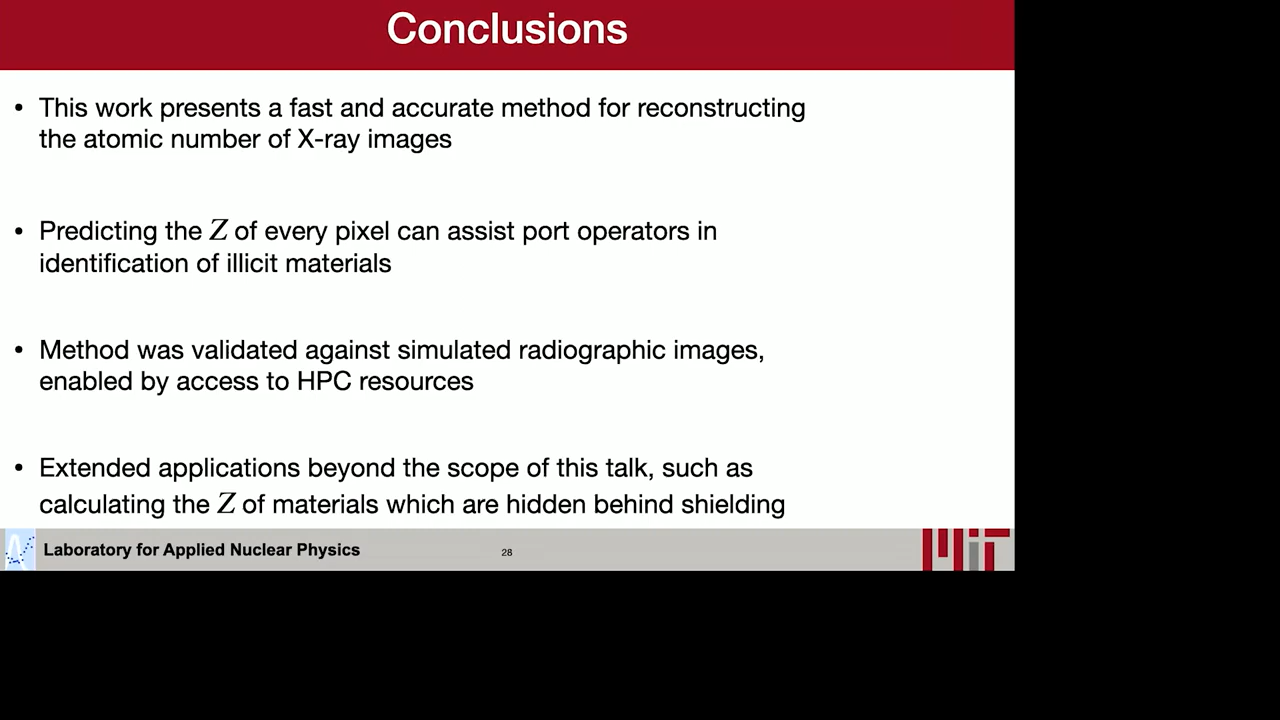 Conclusions
• This work presents a fast and accurate method for reconstructing
the atomic number of X-ray images
• Predicting the Z of every pixel can assist port operators in
identification of illicit materials
• Method was validated against simulated radiographic images,
enabled by access to HPC resources
• Extended applications beyond the scope of this talk, such as
calculating the Z of materials which are hidden behind shielding
Laboratory for Applied Nuclear Physics
28
MIT